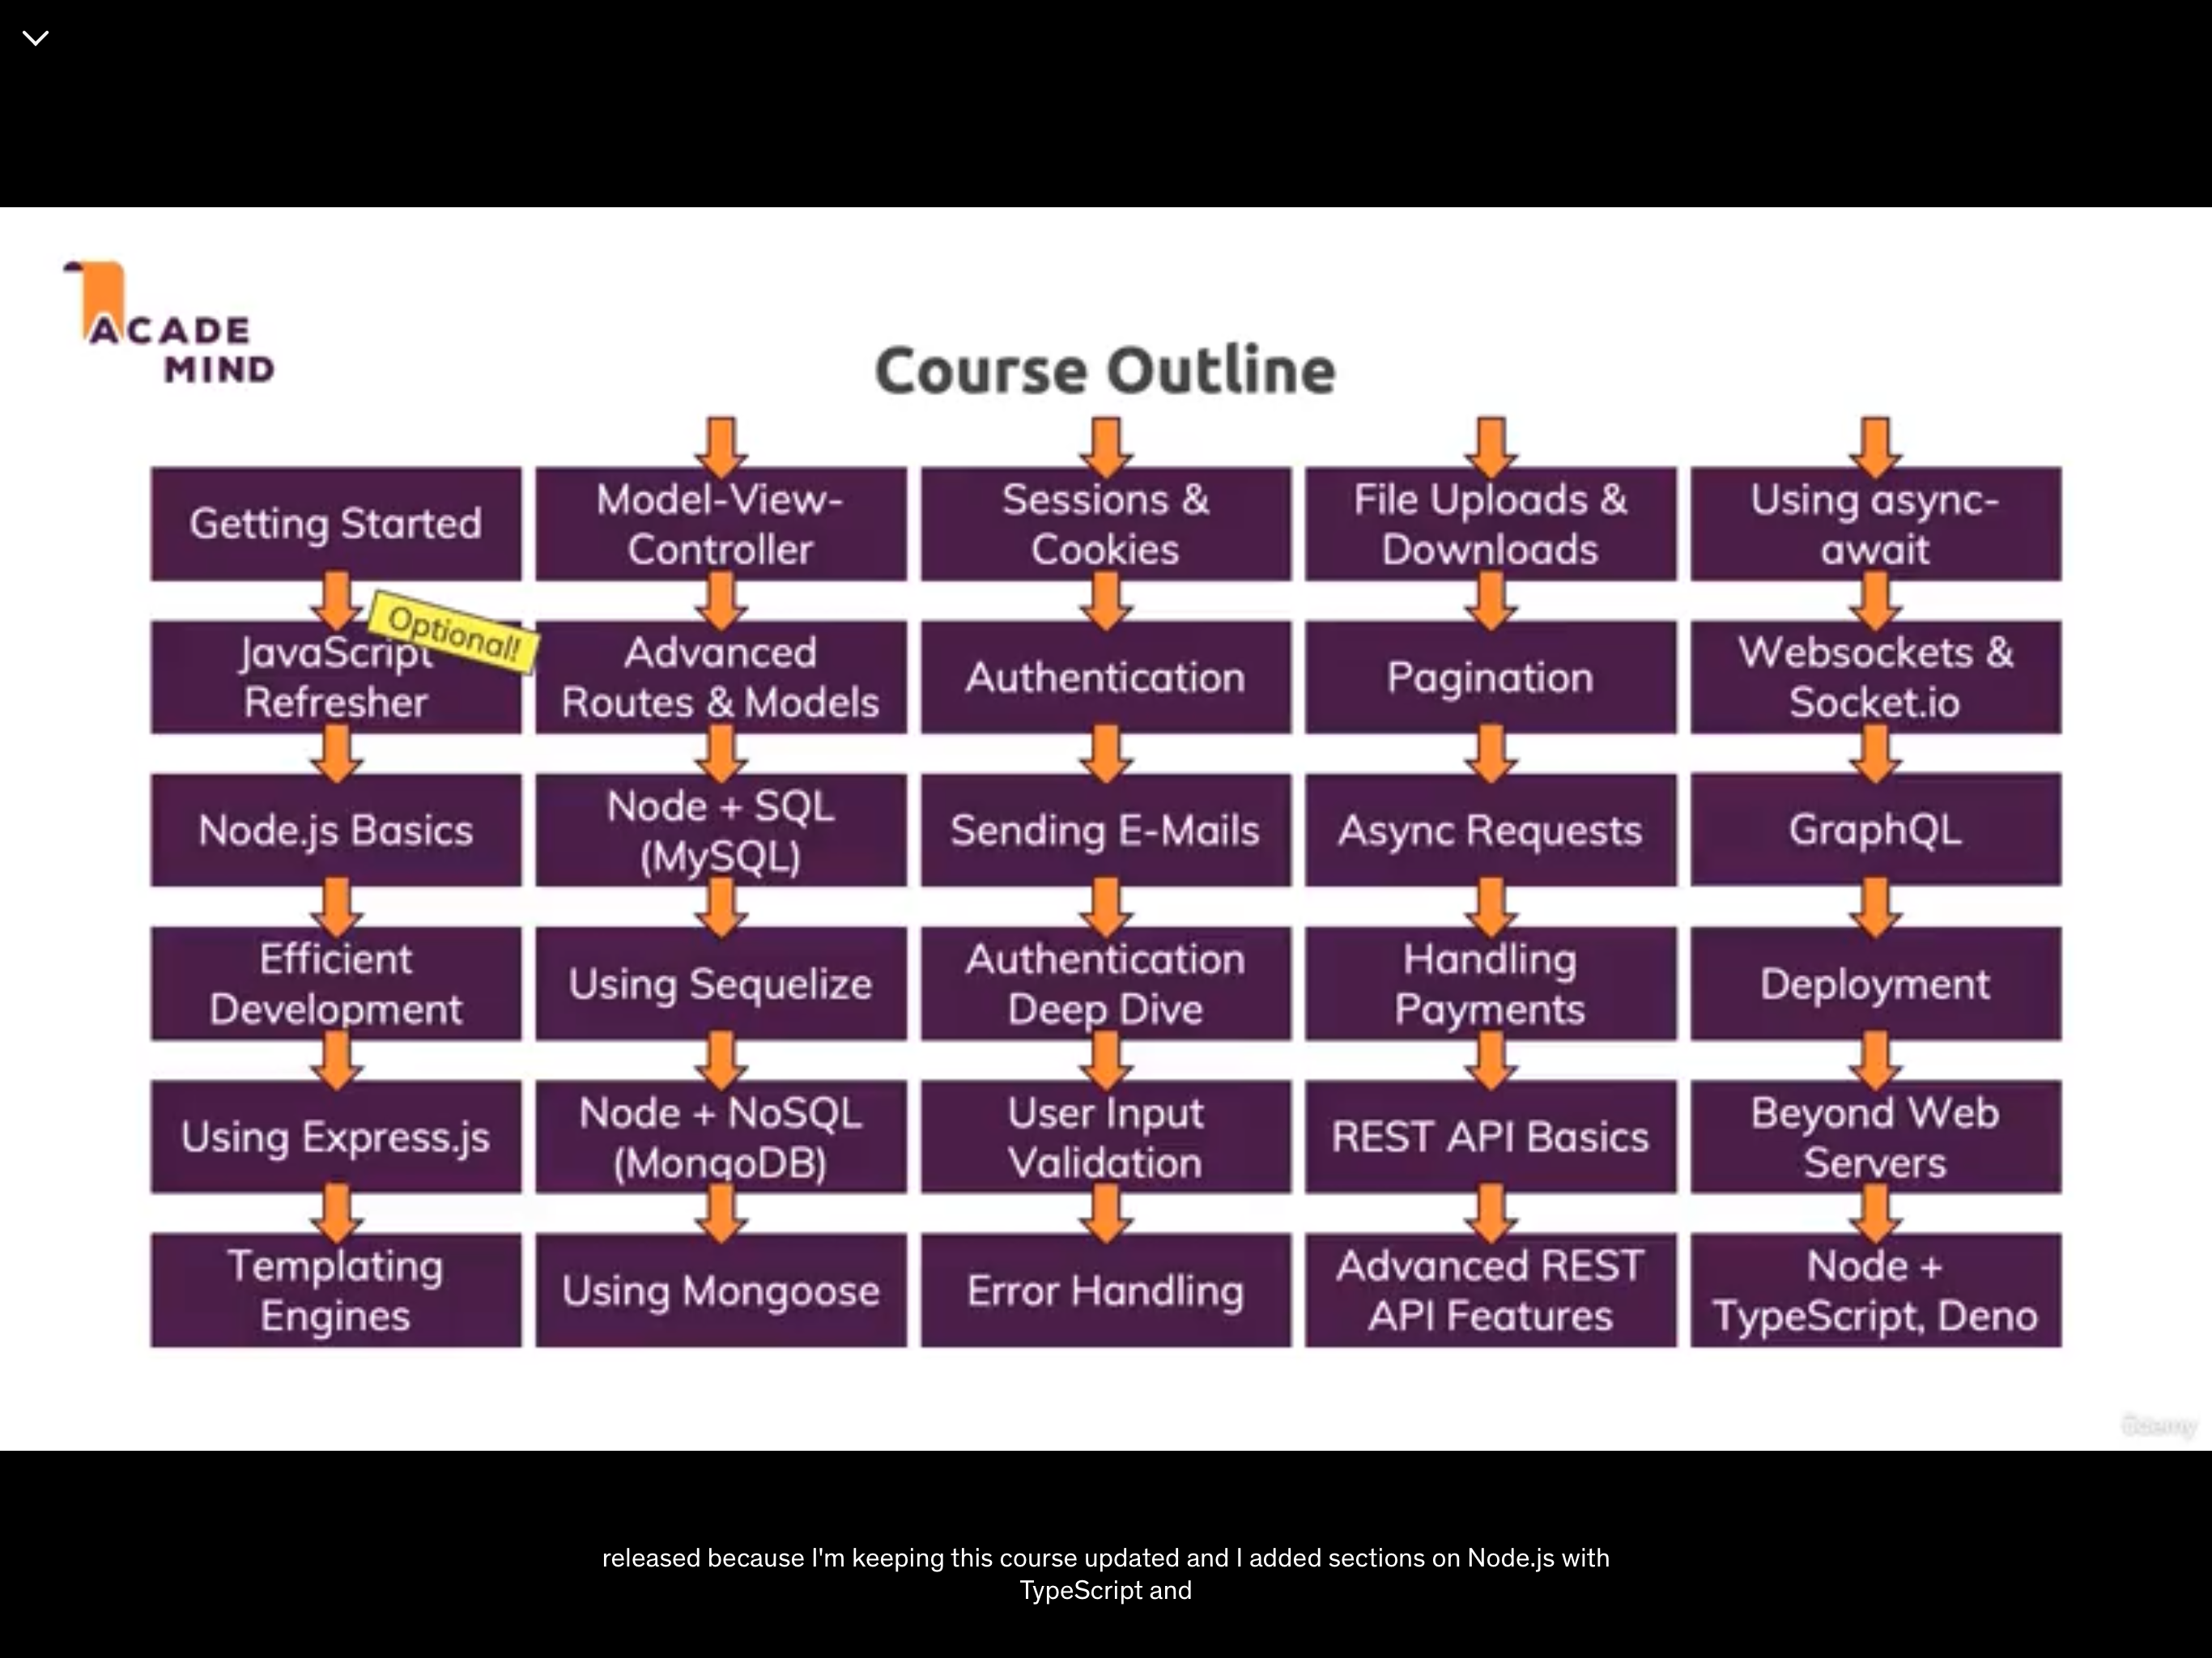 ACADE
MIND
Course Outline
Getting Started
Optional!
JavaScript
Refresher
Node.js Basics
Efficient
Development
Using Express.js
Templating
Engines
Model-View-
Controller
Advanced
Routes & Models
Node + SQL
(MySQL)
Using Sequelize
Node + NoSQL
(MongoDB)
Using Mongoose
Sessions &
Cookies
Authentication
Sending E-Mails
Authentication
Deep Dive
User Input
Validation
Error Handling
File Uploads &
Downloads
Pagination
Async Requests
Handling
Payments
REST API Basics
Advanced REST
API Features
Using async-
await
Websockets &
Socket.io
GraphQL
Deployment
Beyond Web
Servers
Node +
TypeScript, Deno
ûdemy
released because I'm keeping this course updated and I added sections on Node.js with
TypeScript and